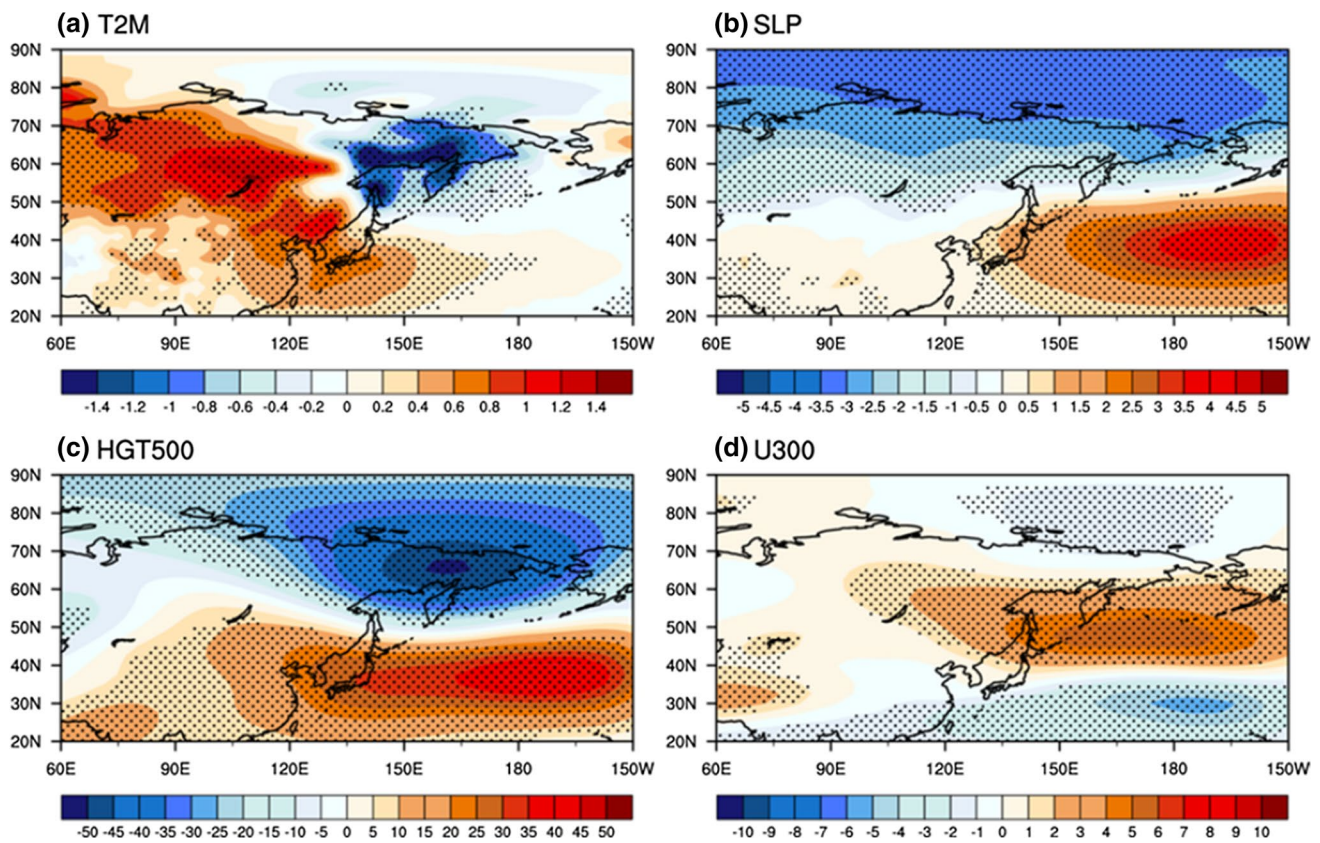 (a) T2M
90N
80N
70N
60N
50N
40N
30N
20N
60E 90E 120E 150E 180 150W
-1.4 -1.2 -1 -0.8 -0.6 -0.4 -0.2 0 0.2 0.4 0.6 0.8 1 1.2 1.4
(b) SLP
90N
80N
70N
60N
50N
40N
30N
20N
60E 90E 120E 150E 180 150W
-5 -4.5 -4 -3.5 -3 -2.5 -2 -1.5 -1 -0.5 0 0.5 1 1.5 2 2.5 3 3.5 4 4.5 5
(c) HGT500
90N
80N
70N
60N
50N
40N
30N
20N
60E 90E 120E 150E 180 150W
-50 -45 -40 -35 -30 -25 -20 -15 -10 -5 0 5 10 15 20 25 30 35 40 45 50
(d) U300
90N
80N
70N
60N
50N
40N
30N
20N
60E 90E 120E 150E 180 150W
-10 -9 -8 -7 -6 -5 -4 -3 -2 -1 0 1 2 3 4 5 6 7 8 9 10